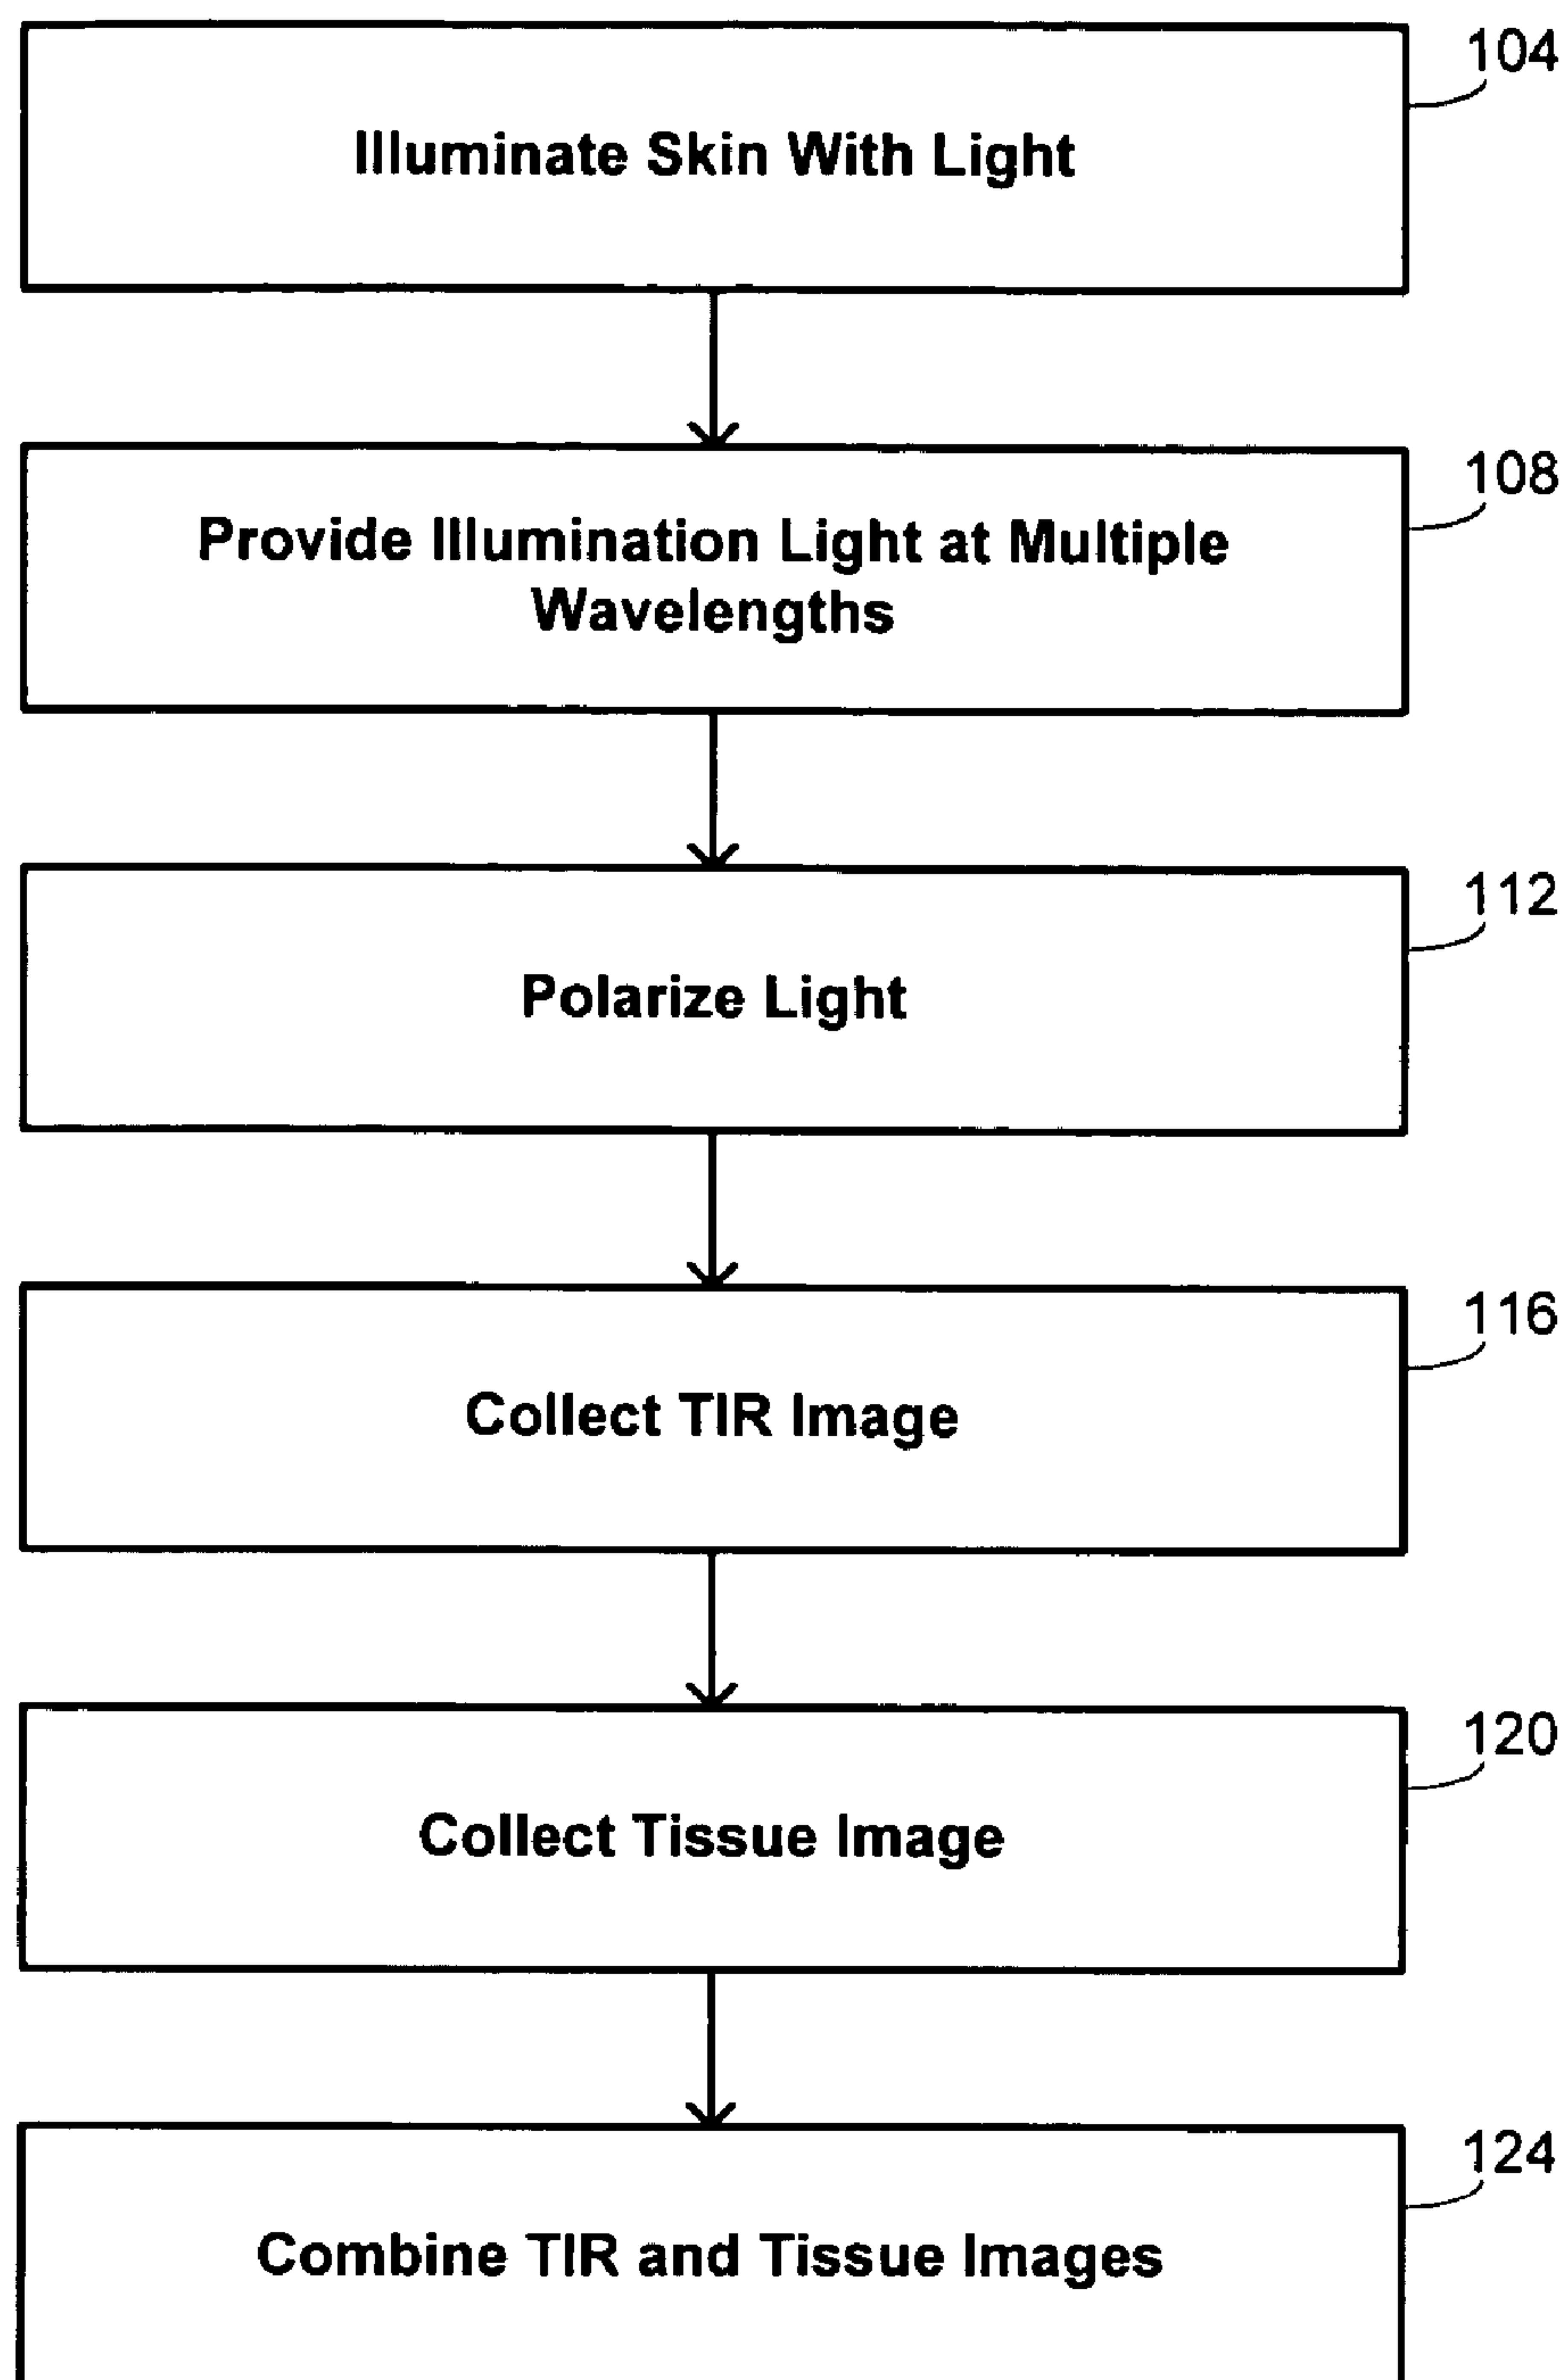 104
Illuminate Skin With Light
108
Provide Illumination Light at Multiple
Wavelengths
112
Polarize Light
116
Collect TIR Image
120
Collect Tissue Image
124
Combine TIR and Tissue Images